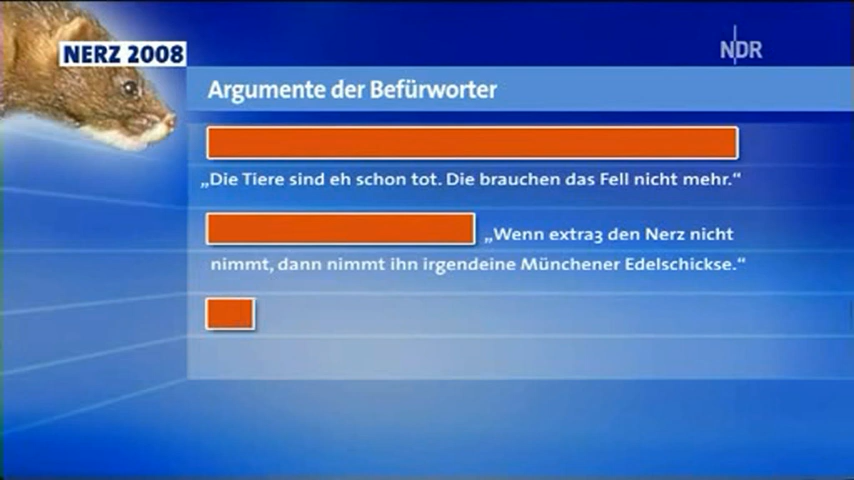 NERZ 2008
NDR
Argumente der Befürworter
„Die Tiere sind eh schon tot. Die brauchen das Fell nicht mehr.“
„Wenn extra3 den Nerz nicht
nimmt, dann nimmt ihn irgendeine Münchener Edelschickse.“